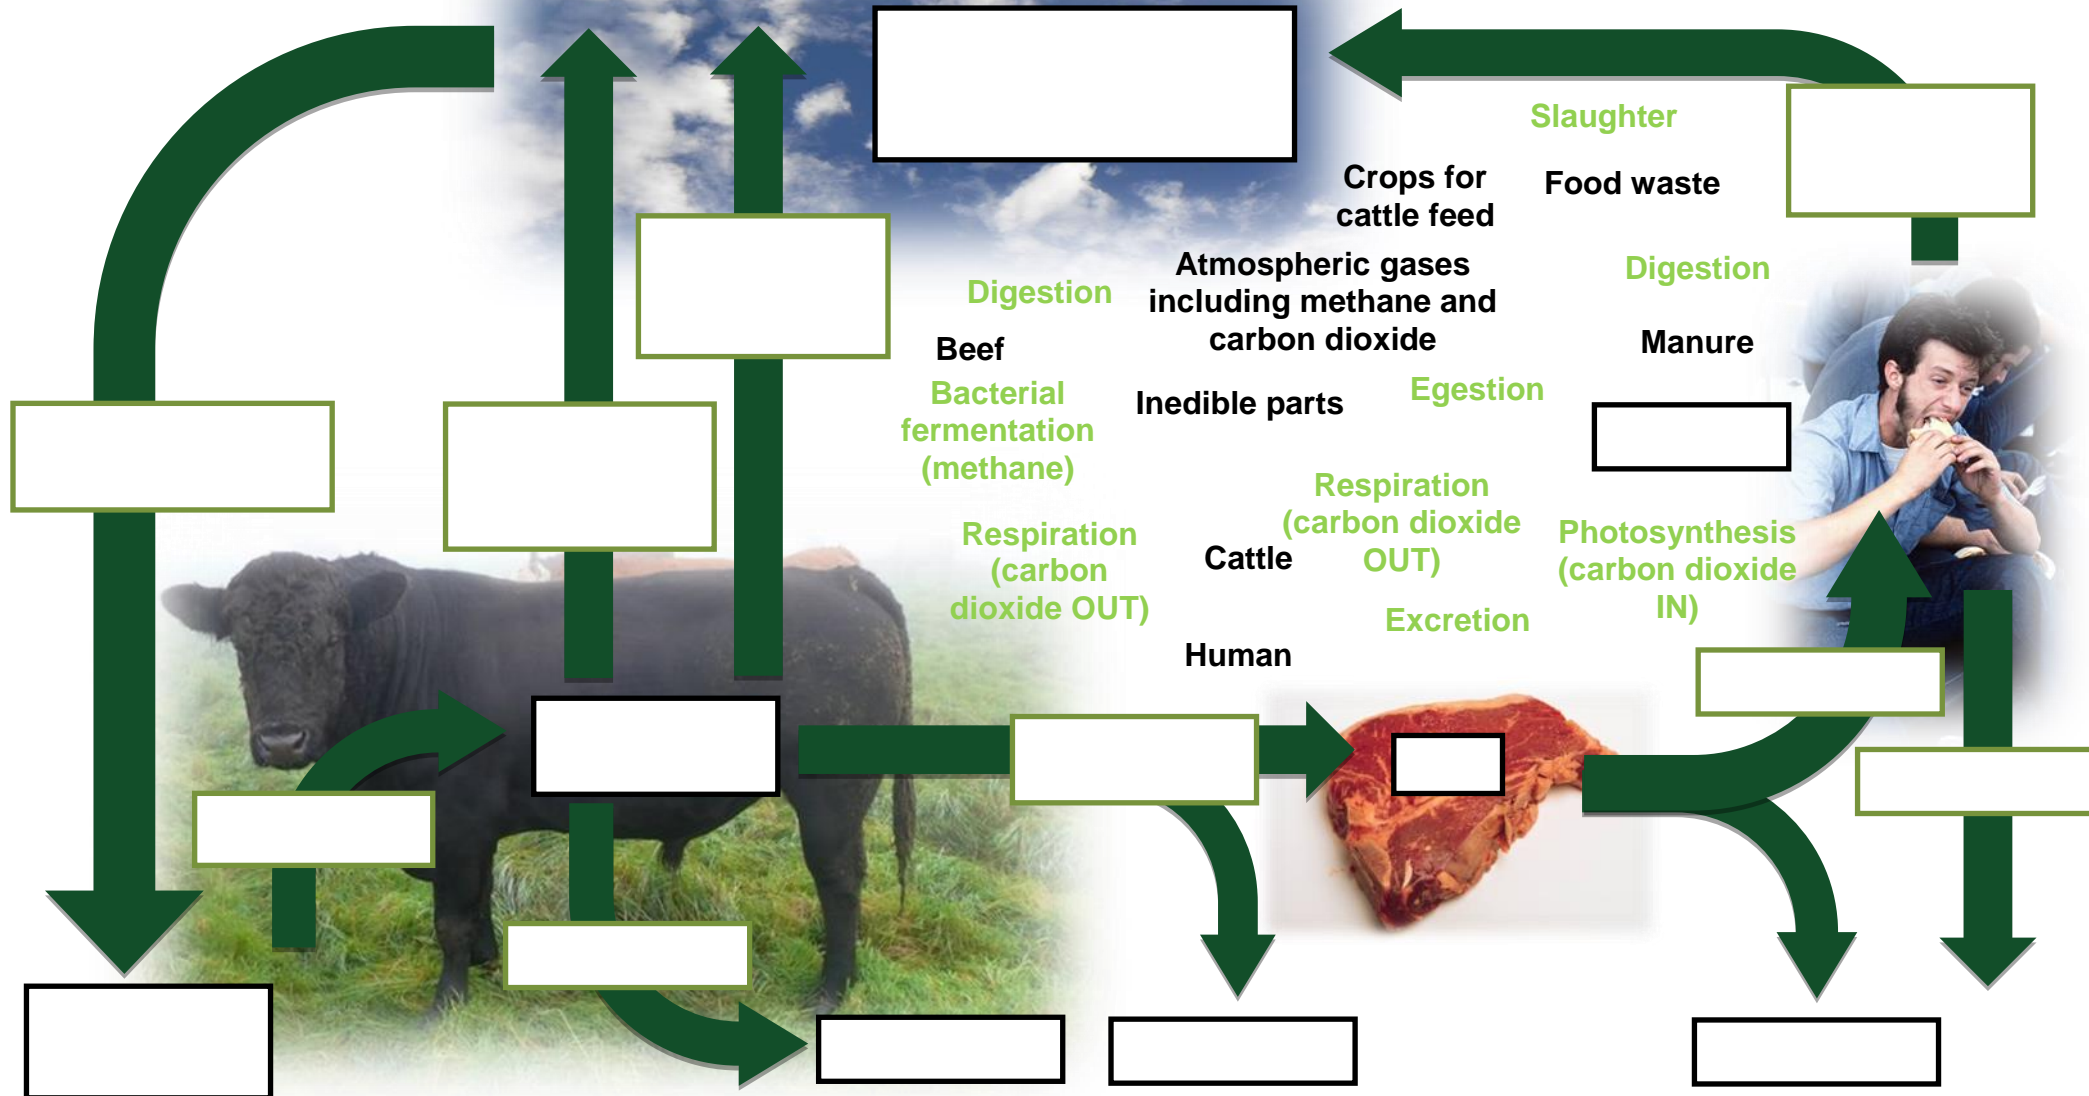 Slaughter
Crops for
cattle feed
Food waste
Atmospheric gases
including methane and
carbon dioxide
Digestion
Digestion
Beef
Manure
Bacterial
fermentation
(methane)
Inedible parts
Egestion
Respiration
(carbon dioxide
OUT)
Respiration
(carbon
dioxide OUT)
Cattle
Photosynthesis
(carbon dioxide
IN)
Excretion
Human